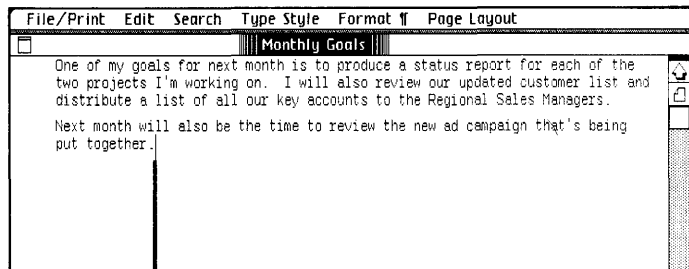 File/Print Edit Search Type Style Format ¶ Page Layout
Monthly Goals
One of my goals for next month is to produce a status report for each of the
two projects I'm working on. I will also review our updated customer list and
distribute a list of all our key accounts to the Regional Sales Managers.
Next month will also be the time to review the new ad campaign that's being
put together.